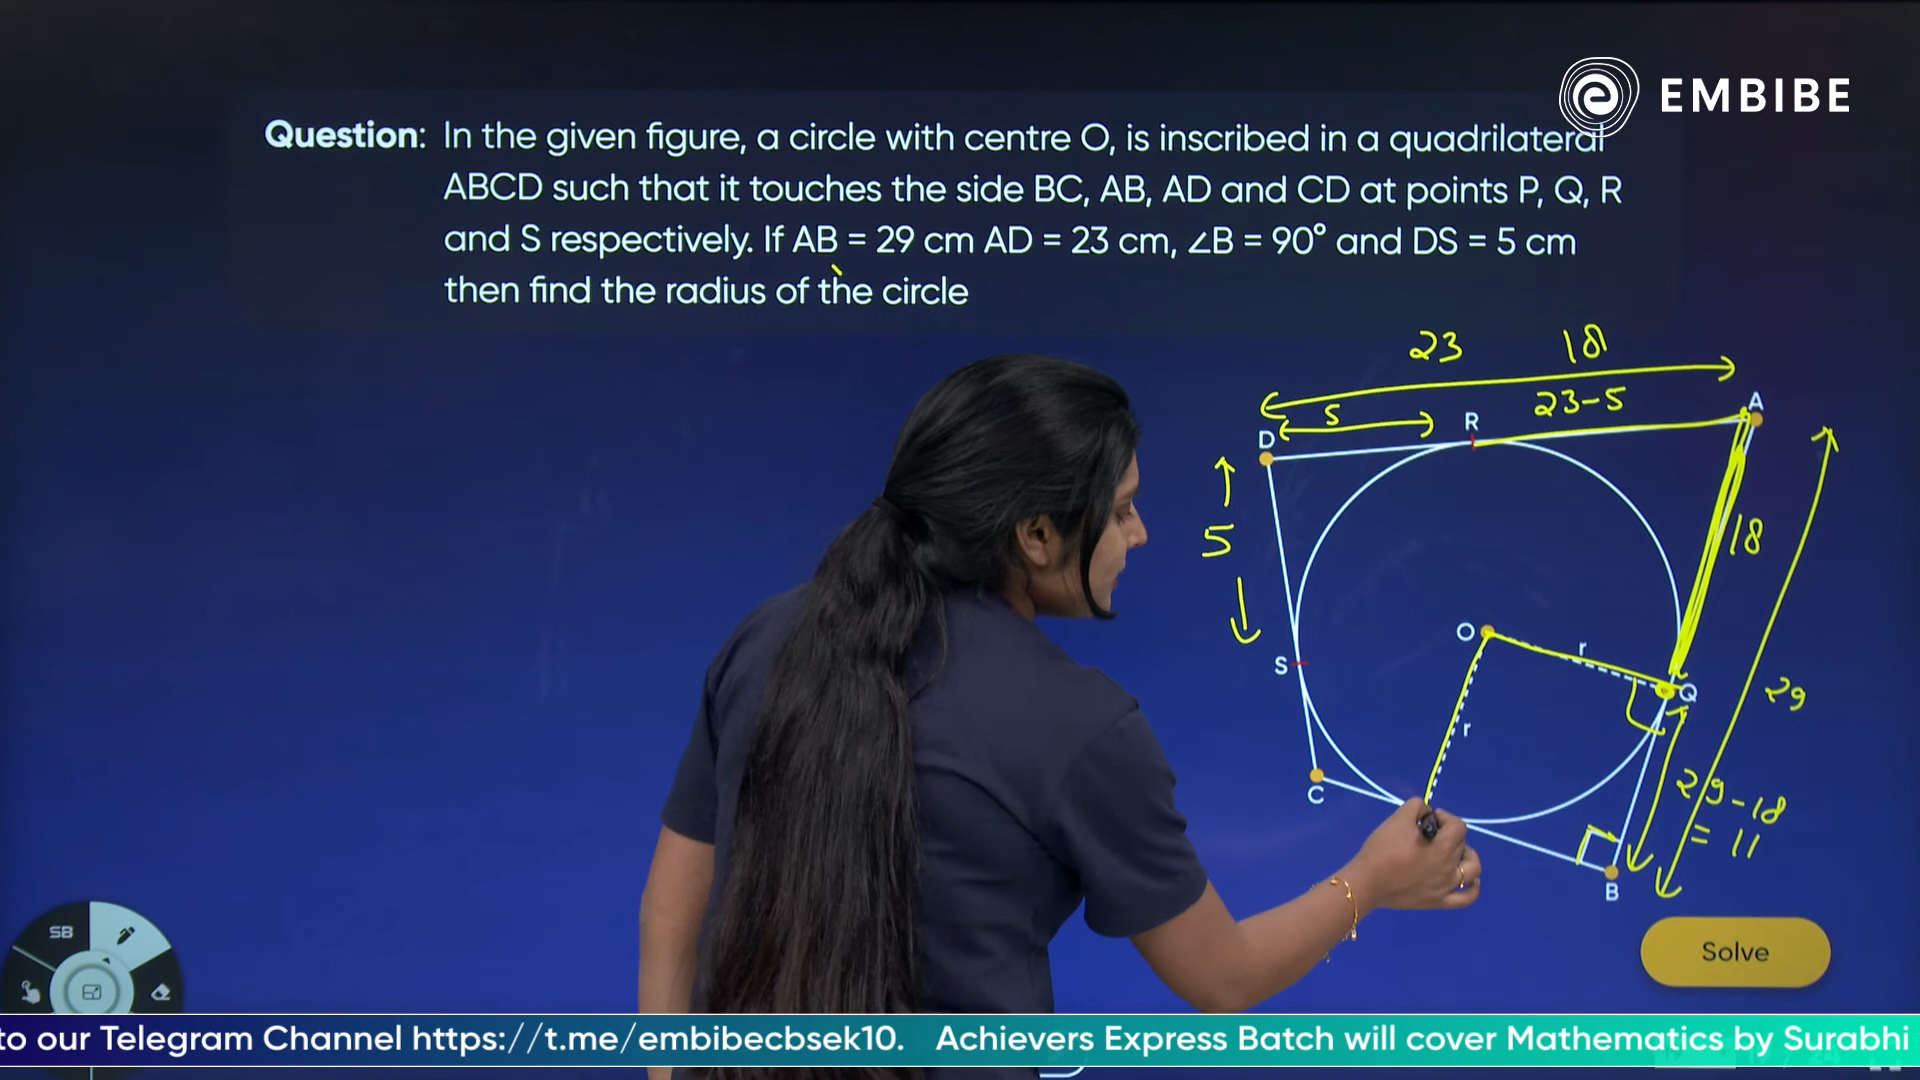 EMBIBE
Question: In the given figure, a circle with centre O, is inscribed in a quadrilateral
ABCD such that it touches the side BC, AB, AD and CD at points P, Q, R
and S respectively. If AB = 29 cm AD = 23 cm, ∠B = 90° and DS = 5 cm
then find the radius of the circle
23 18
5 23-5
D R A
5
18
O r
S Q
r
29
C
29-18
= 11
B
Solve
SB
to our Telegram Channel https://t.me/embibecbsek10. Achievers Express Batch will cover Mathematics by Surabhi